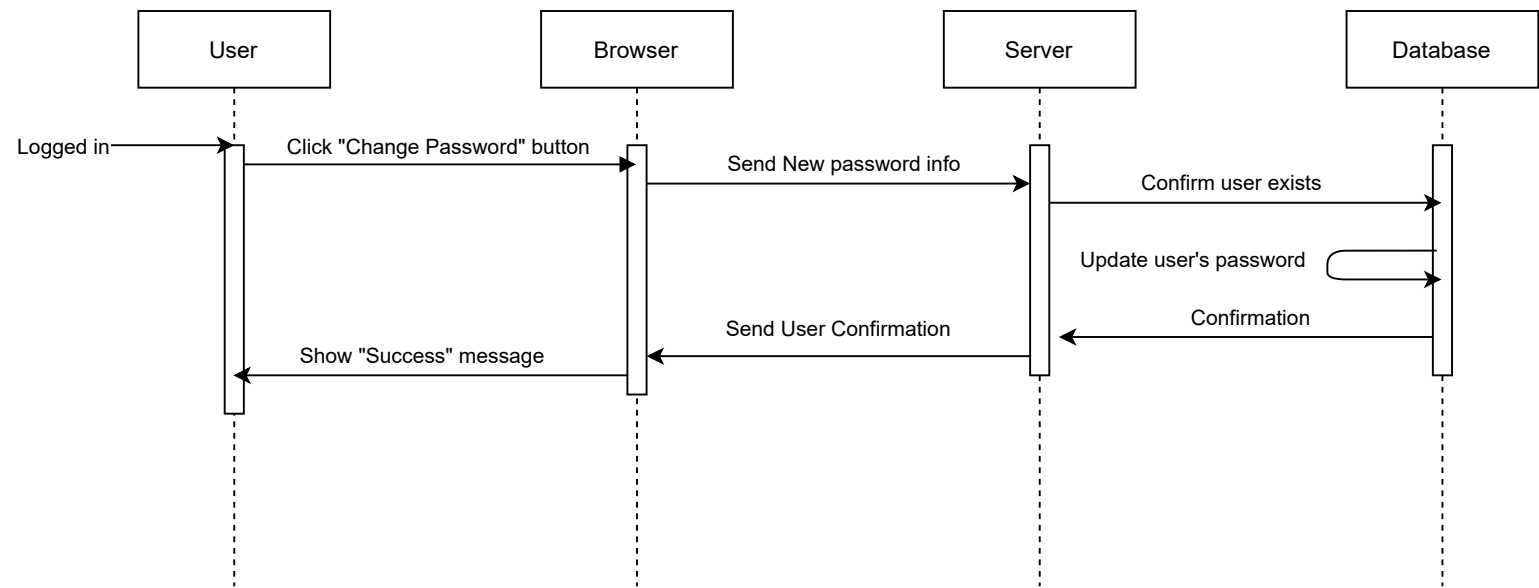 User
Browser
Server
Database
Logged in
Click "Change Password" button
Send New password info
Confirm user exists
Update user's password
Confirmation
Send User Confirmation
Show "Success" message